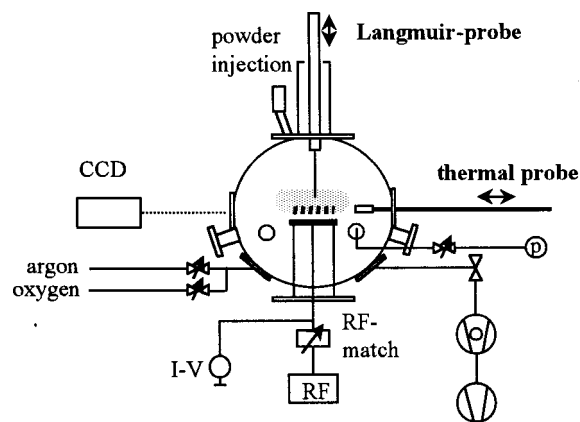 powder
injection
Langmuir-probe
CCD
thermal probe
argon
oxygen
p
RF-
match
I-V
RF